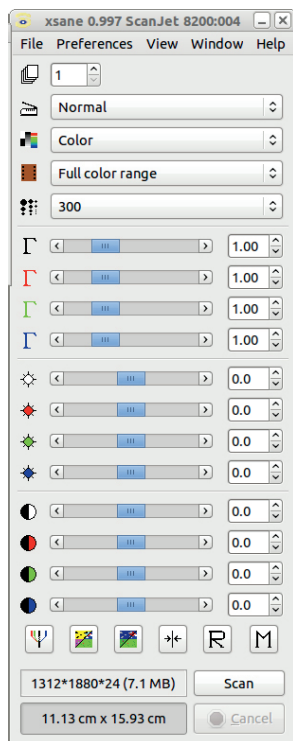 xsane 0.997 ScanJet 8200:004
File Preferences View Window Help
1
Normal
Color
Full color range
300
Γ 1.00
Γ 1.00
Γ 1.00
Γ 1.00
0.0
0.0
0.0
0.0
0.0
0.0
0.0
0.0
R M
1312*1880*24 (7.1 MB) Scan
11.13 cm x 15.93 cm Cancel